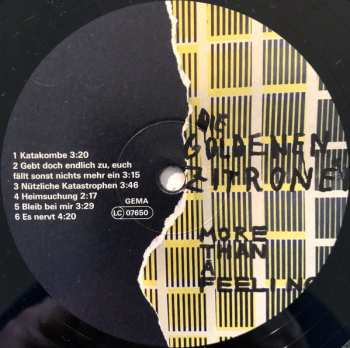 1 Katakombe 3:20
2 Gebt doch endlich zu, euch
fällt sonst nichts mehr ein 3:15
3 Nützliche Katastrophen 3:46
4 Heimsuchung 2:17
5 Bleib bei mir 3:29
6 Es nervt 4:20
GEMA
LC 07650
DIE
GOLDENEN
ZITRONEN
MORE
THAN
A
FEELING